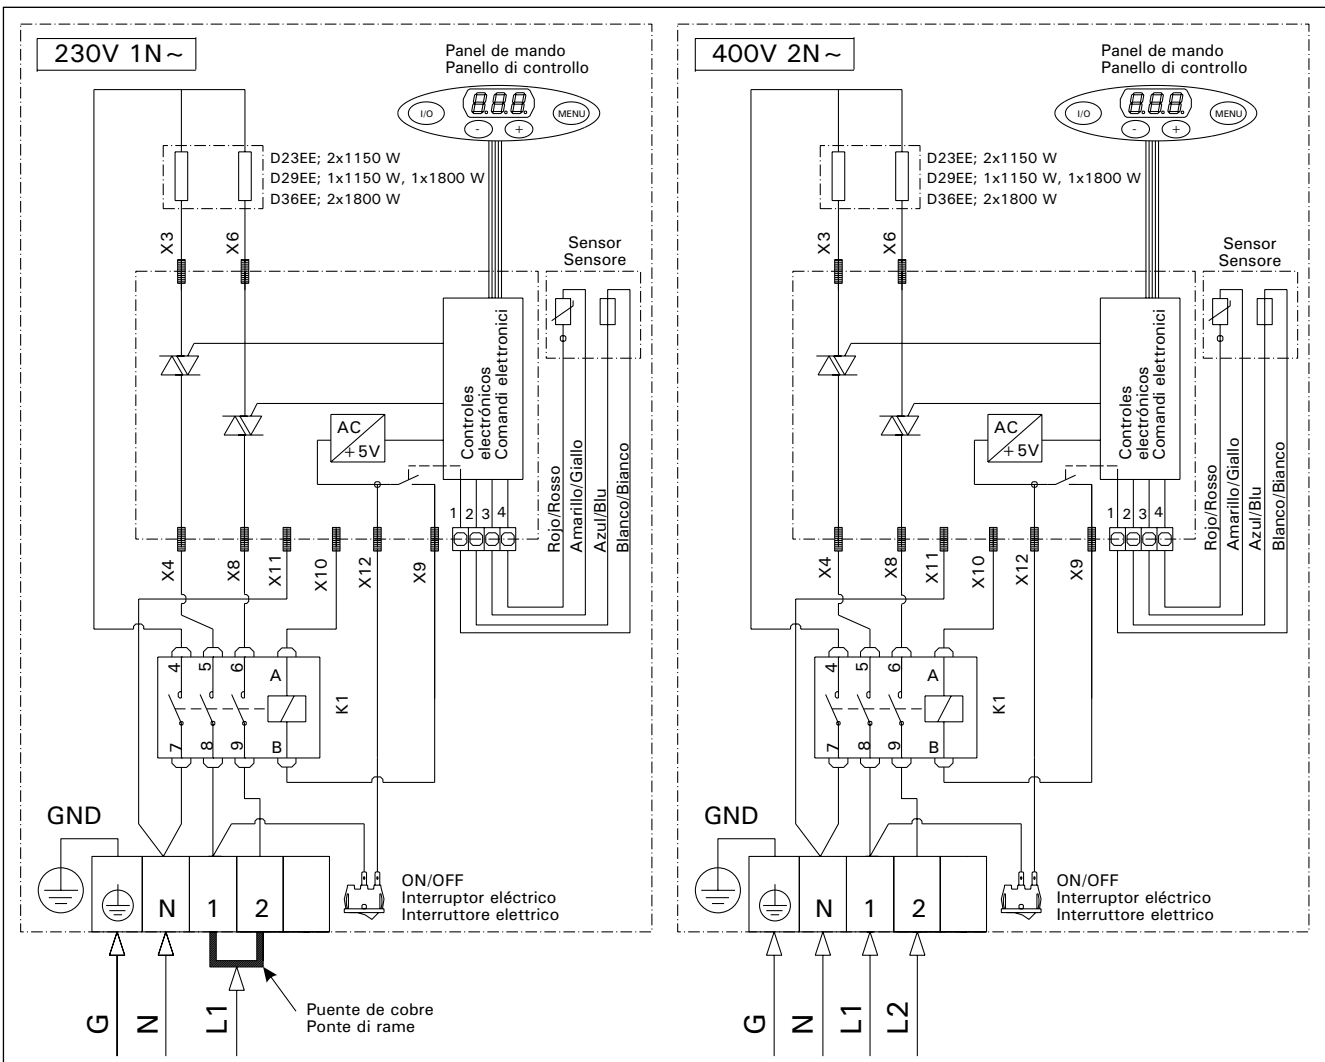 230V 1N~
Panel de mando
Panello di controllo
I/O
8.8.8.
MENU
-
+
D23EE; 2x1150 W
D29EE; 1x1150 W, 1x1800 W
D36EE; 2x1800 W
X3
X6
Sensor
Sensore
Controles
electrónicos
Comandi elettronici
AC
+5V
Rojo/Rosso
Amarillo/Giallo
Azul/Blu
Blanco/Bianco
1
2
3
4
X4
X8
X11
X10
X12
X9
4
5
6
A
K1
7
8
9
B
GND
N
1
2
ON/OFF
Interruptor eléctrico
Interruttore elettrico
G
N
L1
Puente de cobre
Ponte di rame
400V 2N~
Panel de mando
Panello di controllo
I/O
8.8.8.
MENU
-
+
D23EE; 2x1150 W
D29EE; 1x1150 W, 1x1800 W
D36EE; 2x1800 W
X3
X6
Sensor
Sensore
Controles
electrónicos
Comandi elettronici
AC
+5V
Rojo/Rosso
Amarillo/Giallo
Azul/Blu
Blanco/Bianco
1
2
3
4
X4
X8
X11
X10
X12
X9
4
5
6
A
K1
7
8
9
B
GND
N
1
2
ON/OFF
Interruptor eléctrico
Interruttore elettrico
G
N
L1
L2